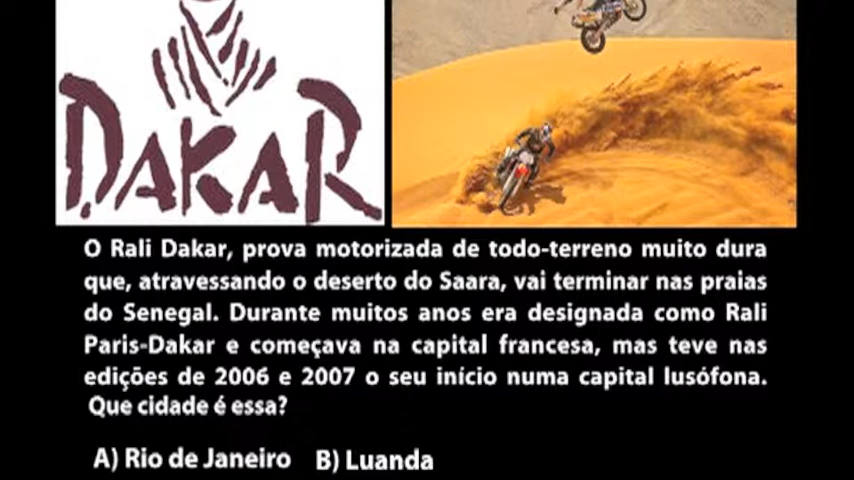 DAKAR
O Rali Dakar, prova motorizada de todo-terreno muito dura
que, atravessando o deserto do Saara, vai terminar nas praias
do Senegal. Durante muitos anos era designada como Rali
Paris-Dakar e começava na capital francesa, mas teve nas
edições de 2006 e 2007 o seu início numa capital lusófona.
Que cidade é essa?
A) Rio de Janeiro B) Luanda